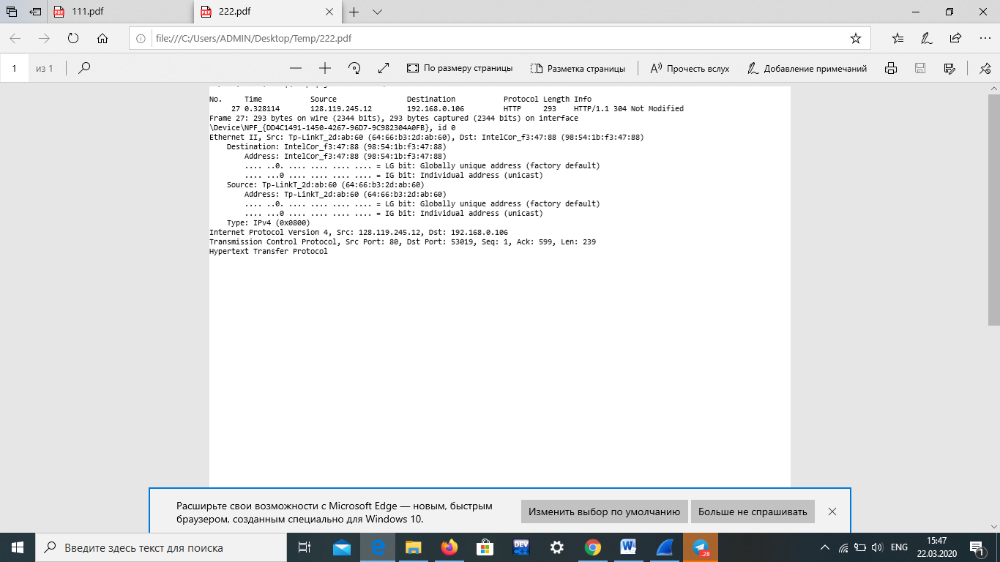 111.pdf
222.pdf
file:///C:/Users/ADMIN/Desktop/Temp/222.pdf
1 из 1
По размеру страницы
Разметка страницы
Прочесть вслух
Добавление примечаний
No. Time Source Destination Protocol Length Info
27 0.328114 128.119.245.12 192.168.0.106 HTTP 293 HTTP/1.1 304 Not Modified
Frame 27: 293 bytes on wire (2344 bits), 293 bytes captured (2344 bits) on interface
\Device\NPF_{DD4C1491-1450-4267-96D7-9C982304A0FB}, id 0
Ethernet II, Src: Tp-LinkT_2d:ab:60 (64:66:b3:2d:ab:60), Dst: IntelCor_f3:47:88 (98:54:1b:f3:47:88)
Destination: IntelCor_f3:47:88 (98:54:1b:f3:47:88)
Address: IntelCor_f3:47:88 (98:54:1b:f3:47:88)
.... ..0. .... .... .... .... = LG bit: Globally unique address (factory default)
.... ...0 .... .... .... .... = IG bit: Individual address (unicast)
Source: Tp-LinkT_2d:ab:60 (64:66:b3:2d:ab:60)
Address: Tp-LinkT_2d:ab:60 (64:66:b3:2d:ab:60)
.... ..0. .... .... .... .... = LG bit: Globally unique address (factory default)
.... ...0 .... .... .... .... = IG bit: Individual address (unicast)
Type: IPv4 (0x0800)
Internet Protocol Version 4, Src: 128.119.245.12, Dst: 192.168.0.106
Transmission Control Protocol, Src Port: 80, Dst Port: 53019, Seq: 1, Ack: 599, Len: 239
Hypertext Transfer Protocol
Расширьте свои возможности с Microsoft Edge — новым, быстрым
браузером, созданным специально для Windows 10.
Изменить выбор по умолчанию
Больше не спрашивать
Введите здесь текст для поиска
DEV
28
ENG
15:47
22.03.2020
1